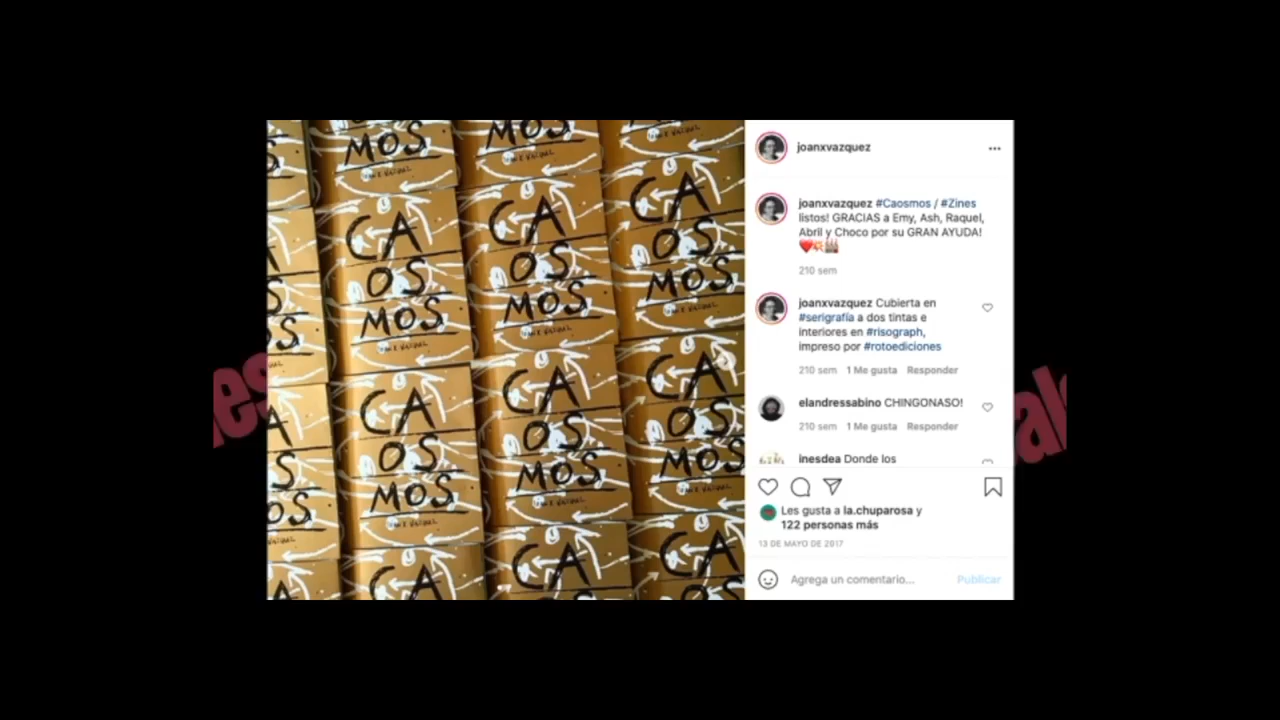 CA
OS
MOS
joanxvazquez
joanxvazquez #Caosmos / #Zines
listos! GRACIAS a Emy, Ash, Raquel,
Abril y Choco por su GRAN AYUDA!
210 sem
joanxvazquez Cubierta en
#serigrafía a dos tintas e
interiores en #risograph,
impreso por #rotoediciones
210 sem 1 Me gusta Responder
elandressabino CHINGONASO!
210 sem 1 Me gusta Responder
inesdea Donde los
Les gusta a la.chuparosa y
122 personas más
13 DE MAYO DE 2017
Agrega un comentario... Publicar